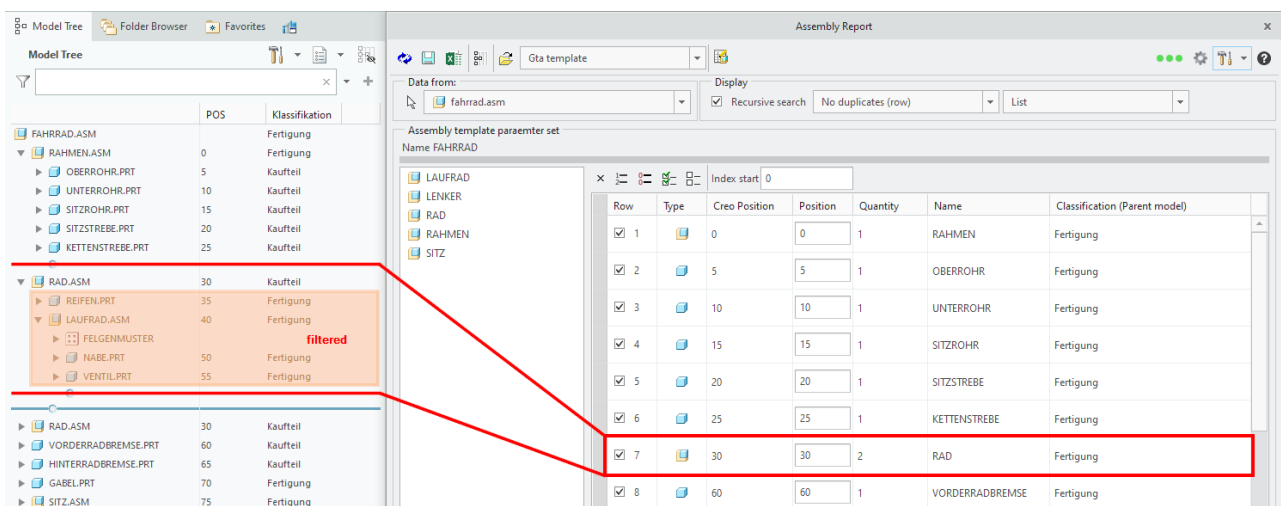 Model Tree Folder Browser Favorites
Model Tree
POS Klassifikation
FAHRRAD.ASM Fertigung
RAHMEN.ASM 0 Fertigung
OBERROHR.PRT 5 Kaufteil
UNTERROHR.PRT 10 Kaufteil
SITZROHR.PRT 15 Kaufteil
SITZSTREBE.PRT 20 Kaufteil
KETTENSTREBE.PRT 25 Kaufteil
RAD.ASM 30 Kaufteil
REIFEN.PRT 35 Fertigung
LAUFRAD.ASM 40 Fertigung
FELGENMUSTER filtered
NABE.PRT 50 Fertigung
VENTIL.PRT 55 Fertigung
RAD.ASM 30 Kaufteil
VORDERRADBREMSE.PRT 60 Kaufteil
HINTERRADBREMSE.PRT 65 Kaufteil
GABEL.PRT 70 Fertigung
SITZ.ASM 75 Fertigung
Assembly Report x
Gta template
Data from: Display
fahrrad.asm Recursive search No duplicates (row) List
Assembly template paraemter set
Name FAHRRAD
LAUFRAD
LENKER
RAD
RAHMEN
SITZ
Index start 0
Row Type Creo Position Position Quantity Name Classification (Parent model)
1 0 0 1 RAHMEN Fertigung
2 5 5 1 OBERROHR Fertigung
3 10 10 1 UNTERROHR Fertigung
4 15 15 1 SITZROHR Fertigung
5 20 20 1 SITZSTREBE Fertigung
6 25 25 1 KETTENSTREBE Fertigung
7 30 30 2 RAD Fertigung
8 60 60 1 VORDERRADBREMSE Fertigung